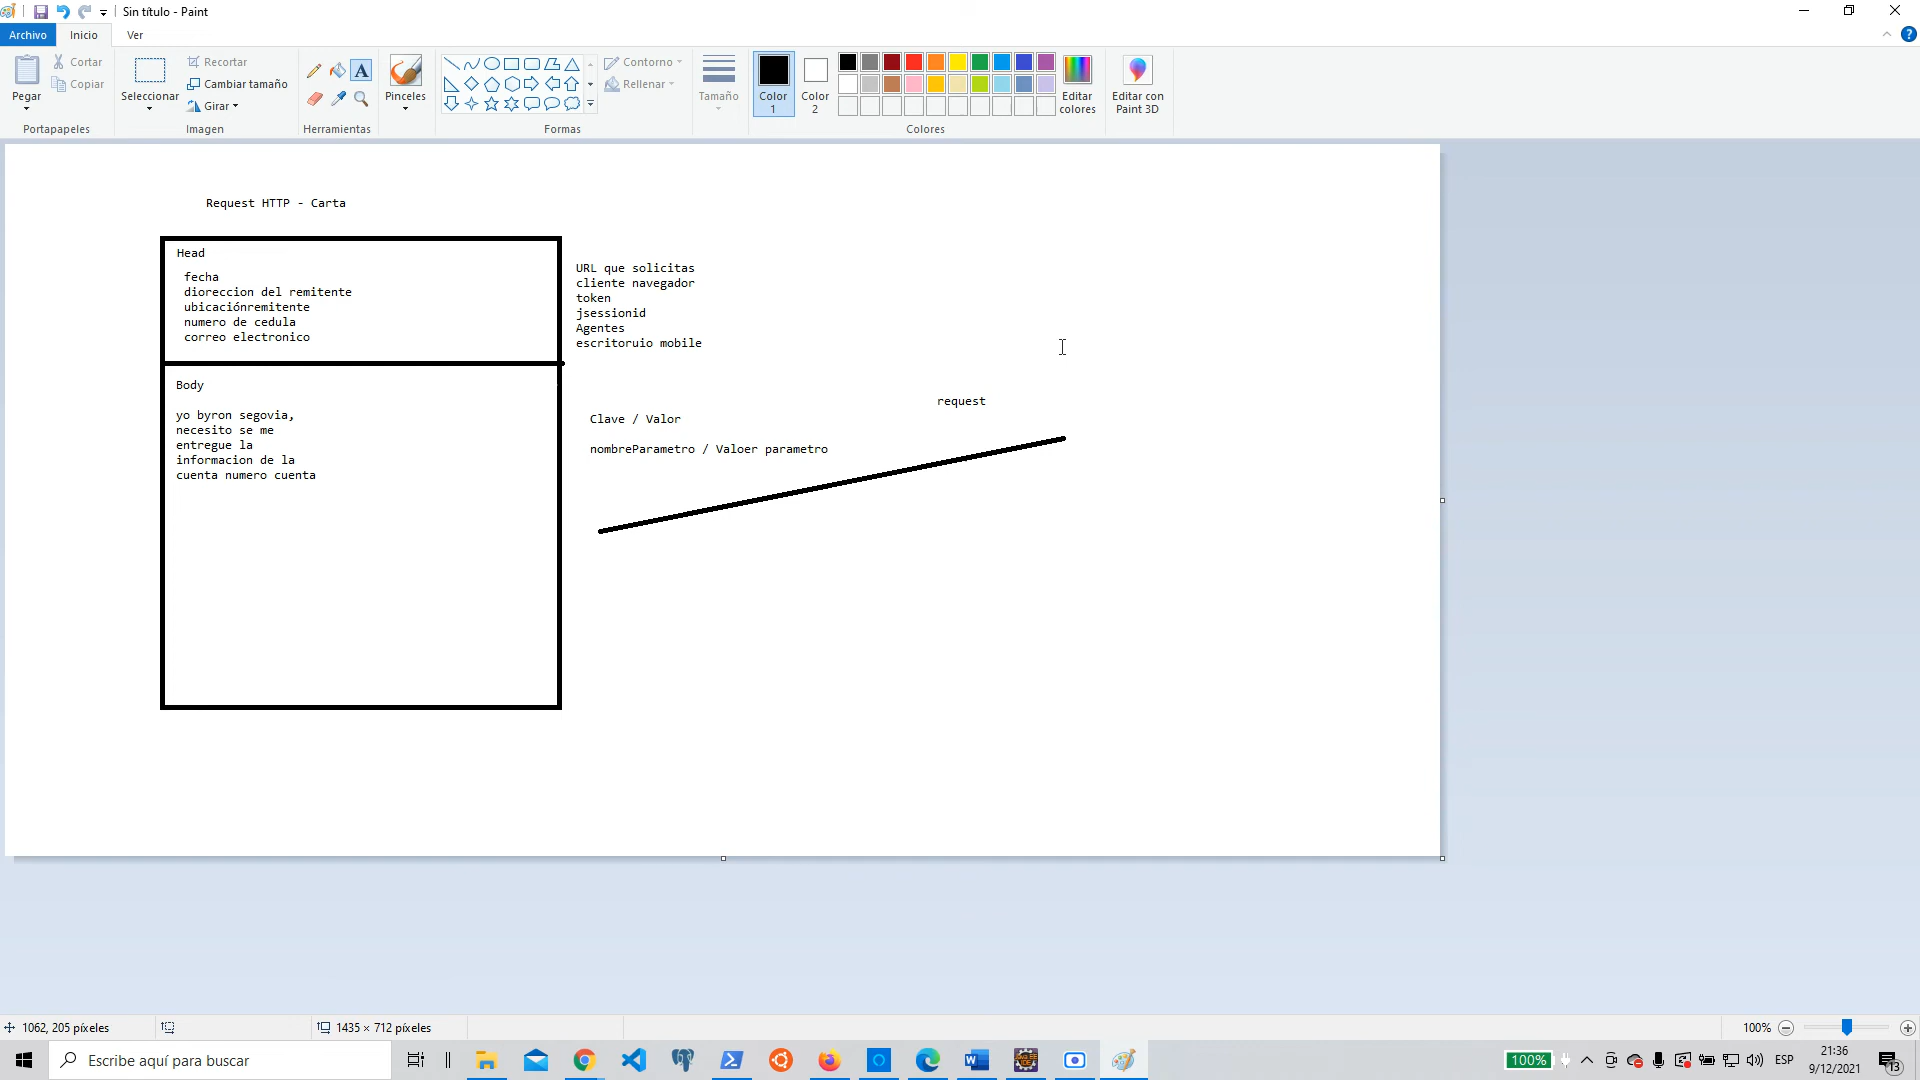 Sin título - Paint
Archivo
Inicio
Ver
Pegar
Cortar
Copiar
Portapapeles
Seleccionar
Recortar
Cambiar tamaño
Girar
Imagen
A
Herramientas
Pinceles
Formas
Contorno
Rellenar
Tamaño
Color
1
Color
2
Colores
Editar
colores
Editar con
Paint 3D
Request HTTP - Carta
Head
fecha
dioreccion del remitente
ubicaciónremitente
numero de cedula
correo electronico
URL que solicitas
cliente navegador
token
jsessionid
Agentes
escritoruio mobile
Body
yo byron segovia,
necesito se me
entregue la
informacion de la
cuenta numero cuenta
request
Clave / Valor
nombreParametro / Valoer parametro
1062, 205 píxeles
1435 × 712 píxeles
100%
Escribe aquí para buscar
100%
ESP
21:36
9/12/2021
13